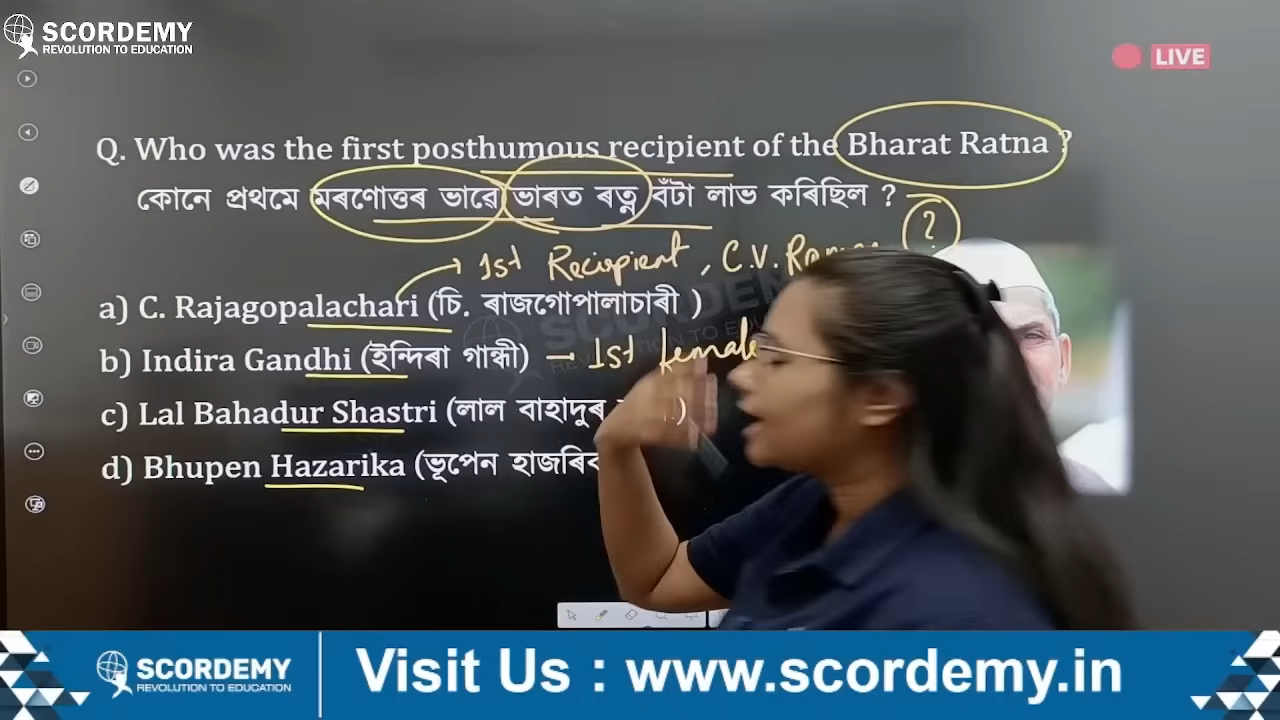 SCORDEMY
REVOLUTION TO EDUCATION
LIVE
Q. Who was the first posthumous recipient of the Bharat Ratna ?
কোনে প্ৰথমে মৰণোত্তৰ ভাৱে ভাৰত ৰত্ন বঁটা লাভ কৰিছিল ?
?
1st Recipient , C.V.
a) C. Rajagopalachari (চি. ৰাজগোপালাচাৰী )
b) Indira Gandhi (ইন্দিৰা গান্ধী) – 1st female
c) Lal Bahadur Shastri (লাল বাহাদুৰ
d) Bhupen Hazarika (ভূপেন
SCORDEMY
REVOLUTION TO EDUCATION
Visit Us : www.scordemy.in